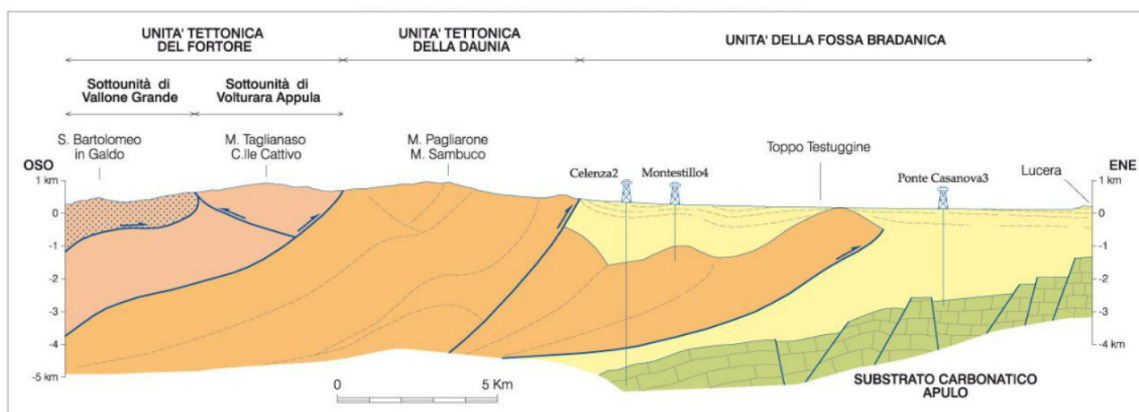 UNITA' TETTONICA
DEL FORTORE
UNITA' TETTONICA
DELLA DAUNIA
UNITA' DELLA FOSSA BRADANICA
Sottounità di
Vallone Grande
Sottounità di
Volturara Appula
S. Bartolomeo
in Galdo
M. Taglianaso
C.lle Cattivo
M. Pagliarone
M. Sambuco
Toppo Testuggine
Celenza2
Montestillo4
Ponte Casanova3
Lucera
OSO
ENE
1 km
0
-1
-2
-3
-4
-5 km
1 km
0
-1
-2
-3
-4 km
0
5 Km
SUBSTRATO CARBONATICO
APULO